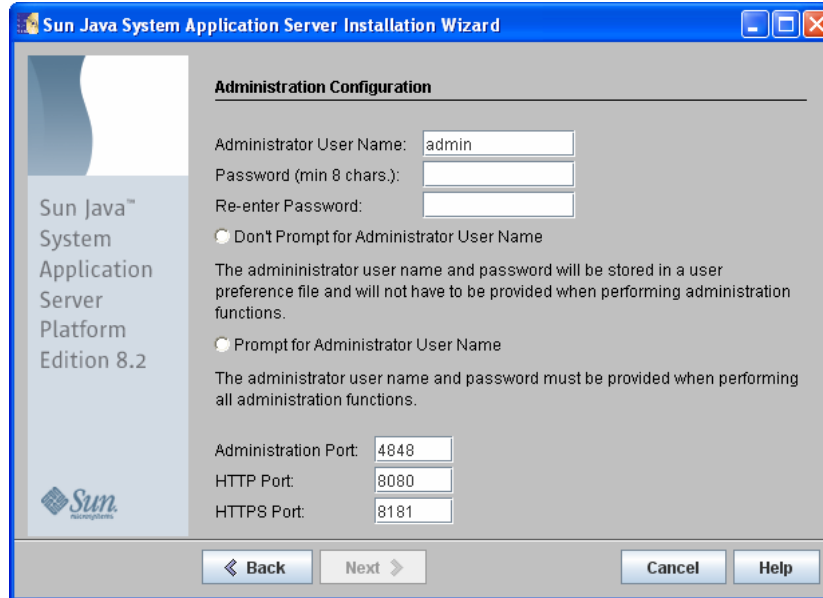 Sun Java System Application Server Installation Wizard
Administration Configuration
Administrator User Name: admin
Password (min 8 chars.):
Re-enter Password:
Don't Prompt for Administrator User Name
The admininistrator user name and password will be stored in a user
preference file and will not have to be provided when performing administration
functions.
Prompt for Administrator User Name
The administrator user name and password must be provided when performing
all administration functions.
Administration Port: 4848
HTTP Port: 8080
HTTPS Port: 8181
Sun Java™
System
Application
Server
Platform
Edition 8.2
Sun
microsystems
Back
Next
Cancel
Help